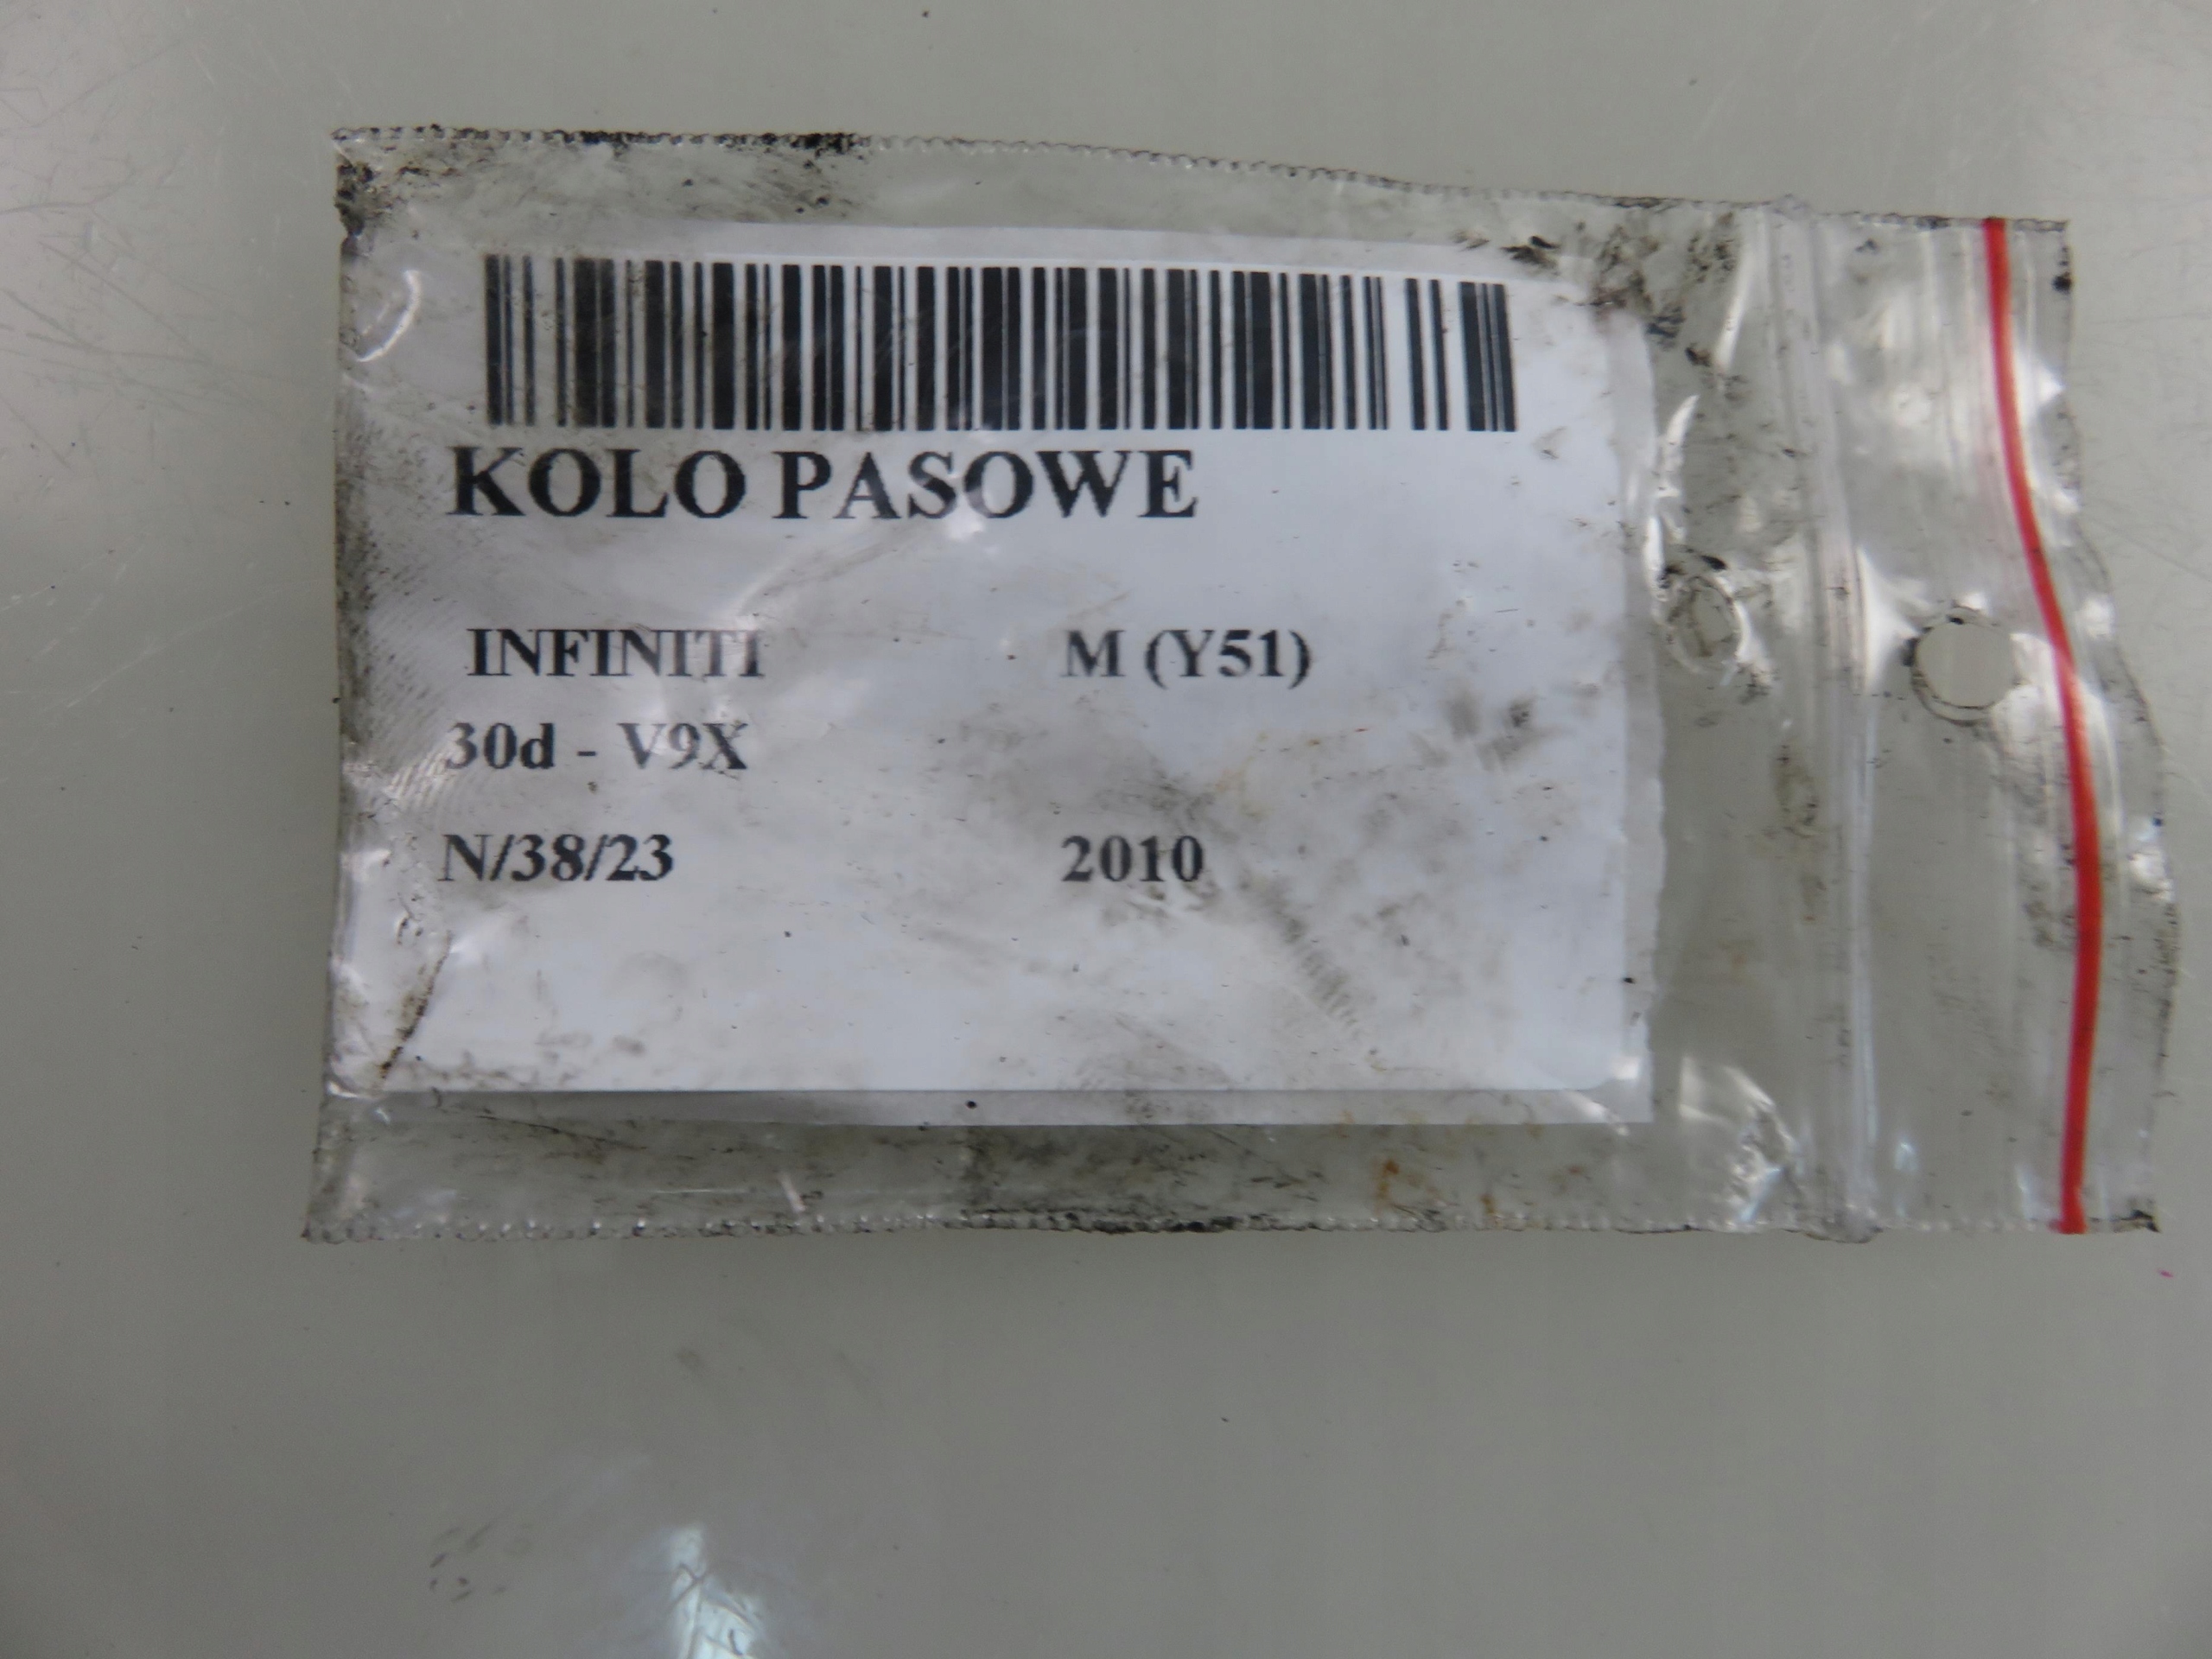 KOLO PASOWE
INFINITI M (Y51)
30d - V9X
N/38/23 2010